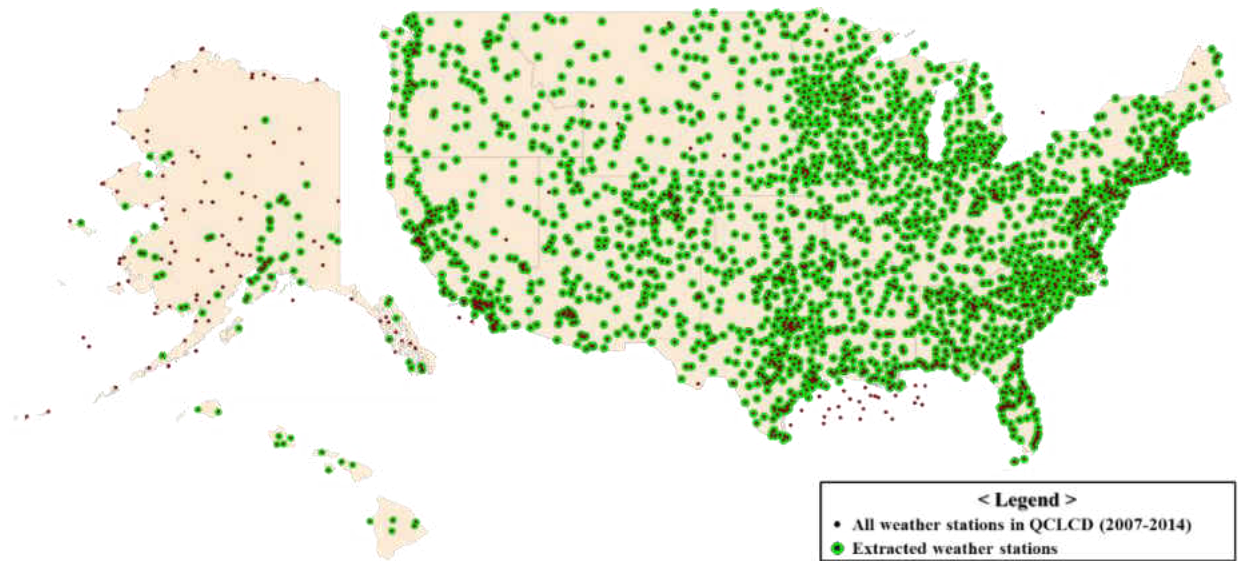 < Legend >
All weather stations in QCLCD (2007-2014)
Extracted weather stations